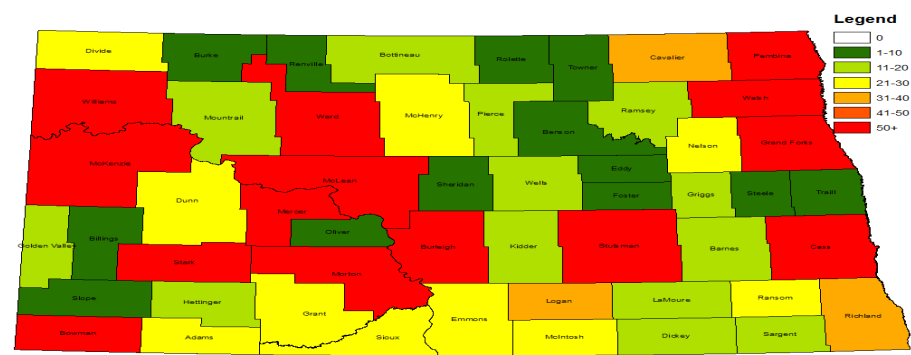 Legend
0
1-10
11-20
21-30
31-40
41-50
50+
Divide
Burke
Renville
Bottineau
Rolette
Towner
Cavalier
Pembina
Williams
Mountrail
Ward
McHenry
Pierce
Benson
Ramsey
Walsh
Nelson
Grand Forks
McKenzie
Dunn
McLean
Mercer
Oliver
Sheridan
Wells
Eddy
Foster
Griggs
Steele
Traill
Golden Valley
Billings
Stark
Morton
Burleigh
Kidder
Stutsman
Barnes
Cass
Slope
Hettinger
Grant
Emmons
Logan
LaMoure
Ransom
Richland
Bowman
Adams
Sioux
McIntosh
Dickey
Sargent